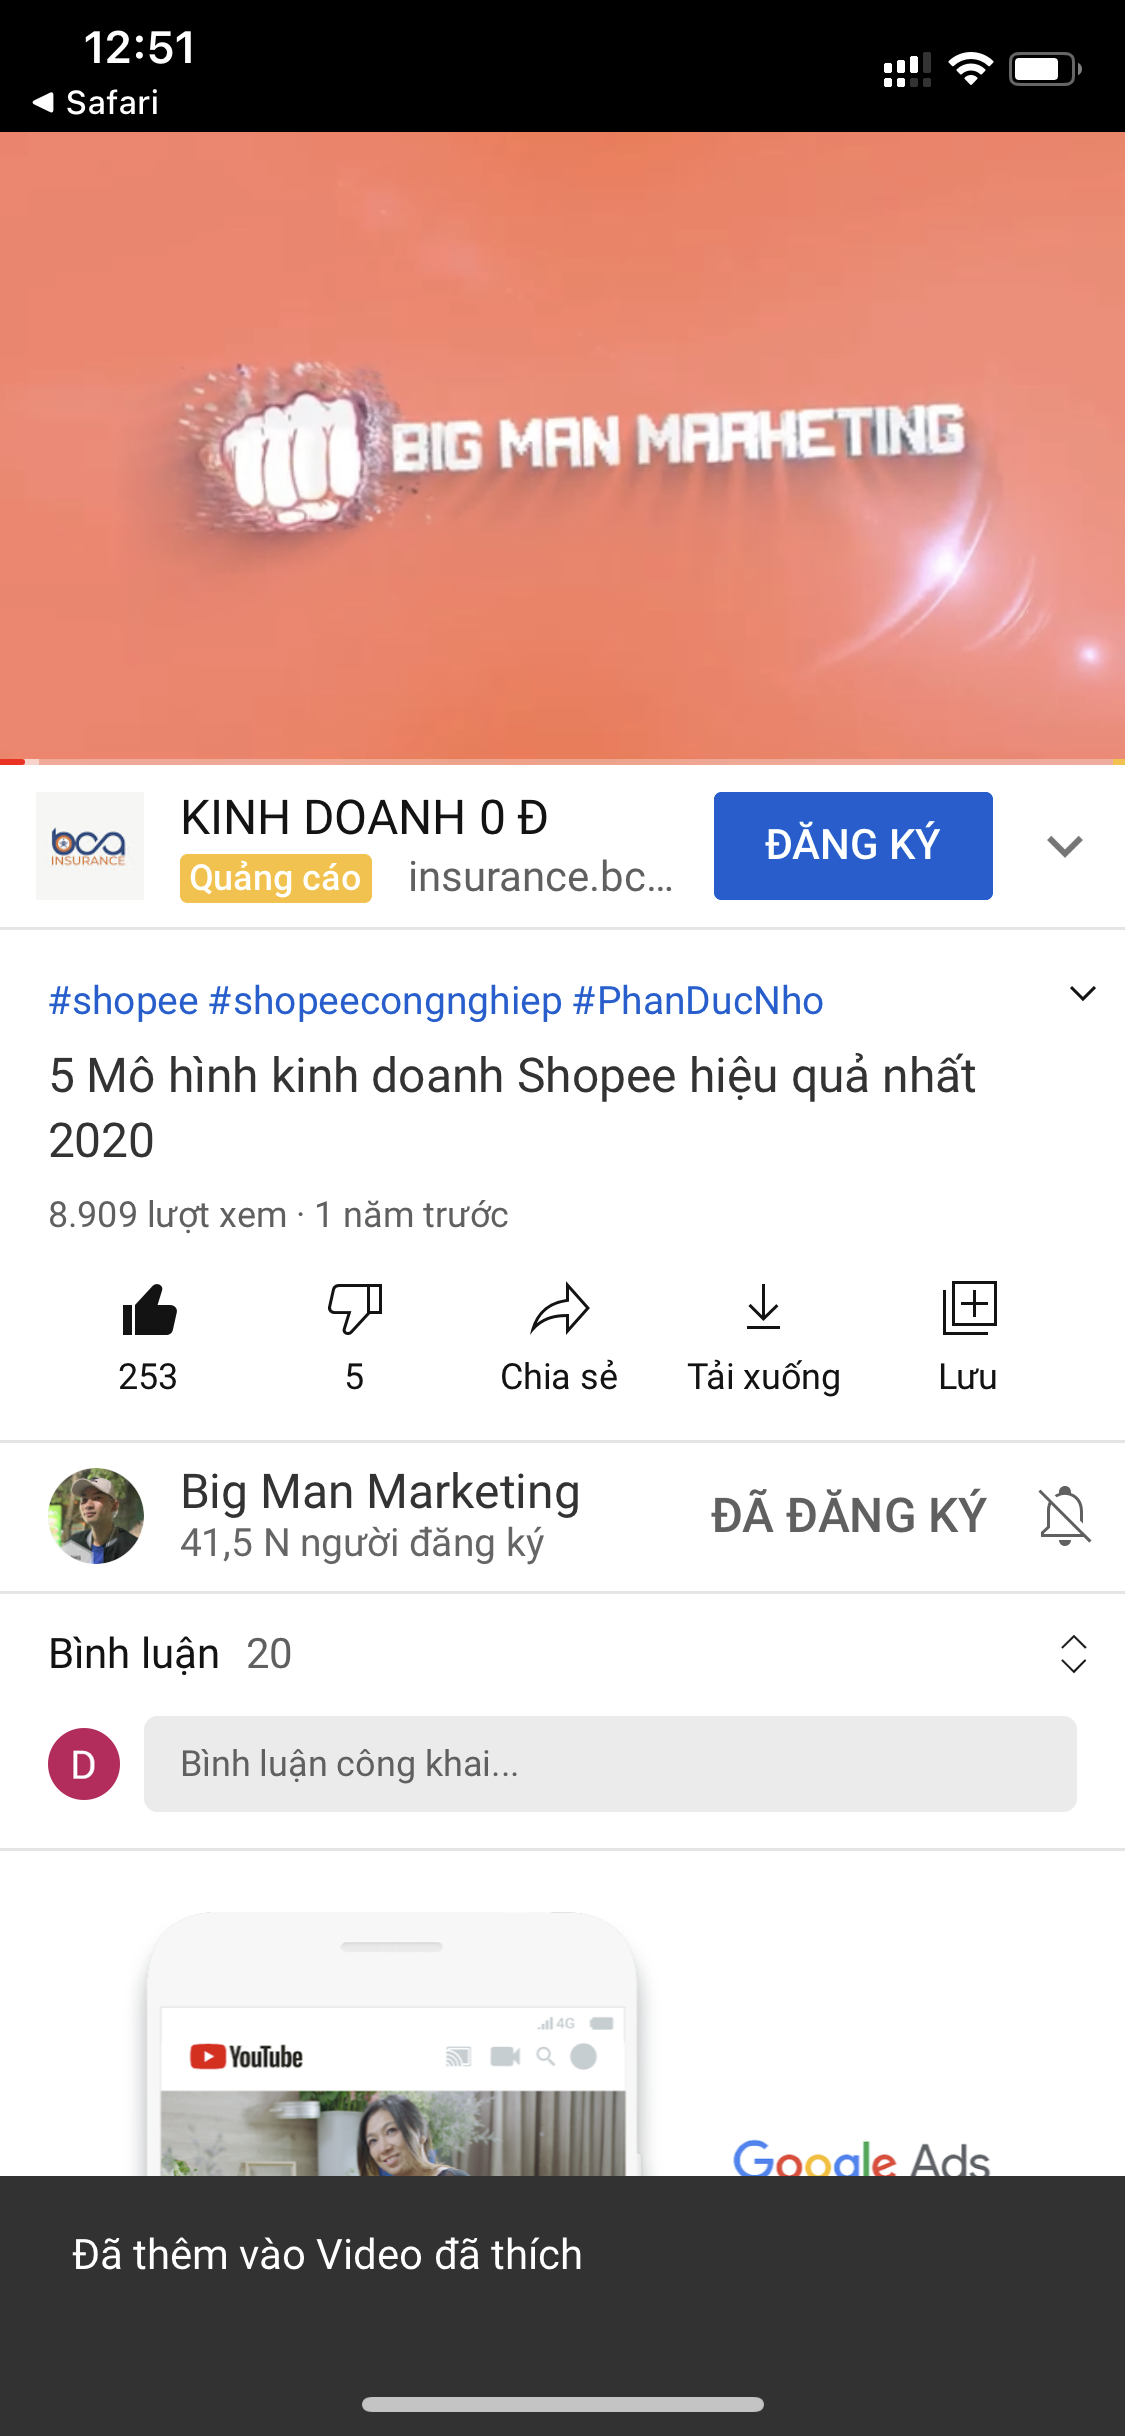 12:51
Safari
BIG MAN MARKETING
bca
INSURANCE
KINH DOANH 0 Đ
Quảng cáo insurance.bc...
ĐĂNG KÝ
#shopee #shopeecongnghiep #PhanDucNho
5 Mô hình kinh doanh Shopee hiệu quả nhất
2020
8.909 lượt xem · 1 năm trước
253 5 Chia sẻ Tải xuống Lưu
Big Man Marketing
41,5 N người đăng ký
ĐÃ ĐĂNG KÝ
Bình luận 20
D
Bình luận công khai...
4G
YouTube
Google Ads
Đã thêm vào Video đã thích